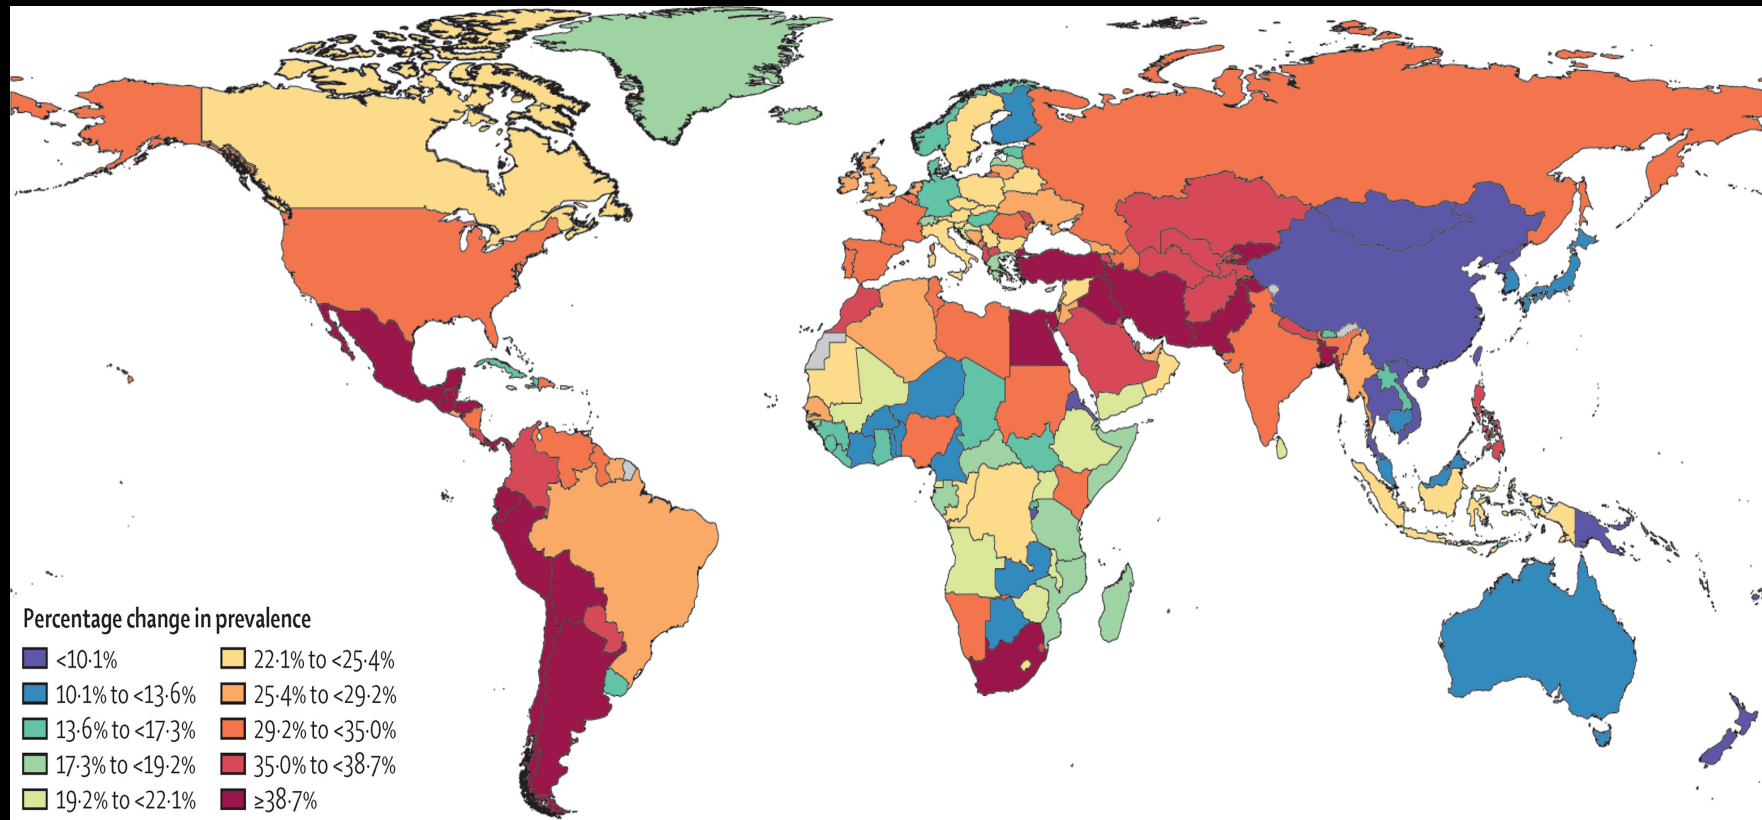 Percentage change in prevalence
<10·1%
10·1% to <13·6%
13·6% to <17·3%
17·3% to <19·2%
19·2% to <22·1%
22·1% to <25·4%
25·4% to <29·2%
29·2% to <35·0%
35·0% to <38·7%
≥38·7%